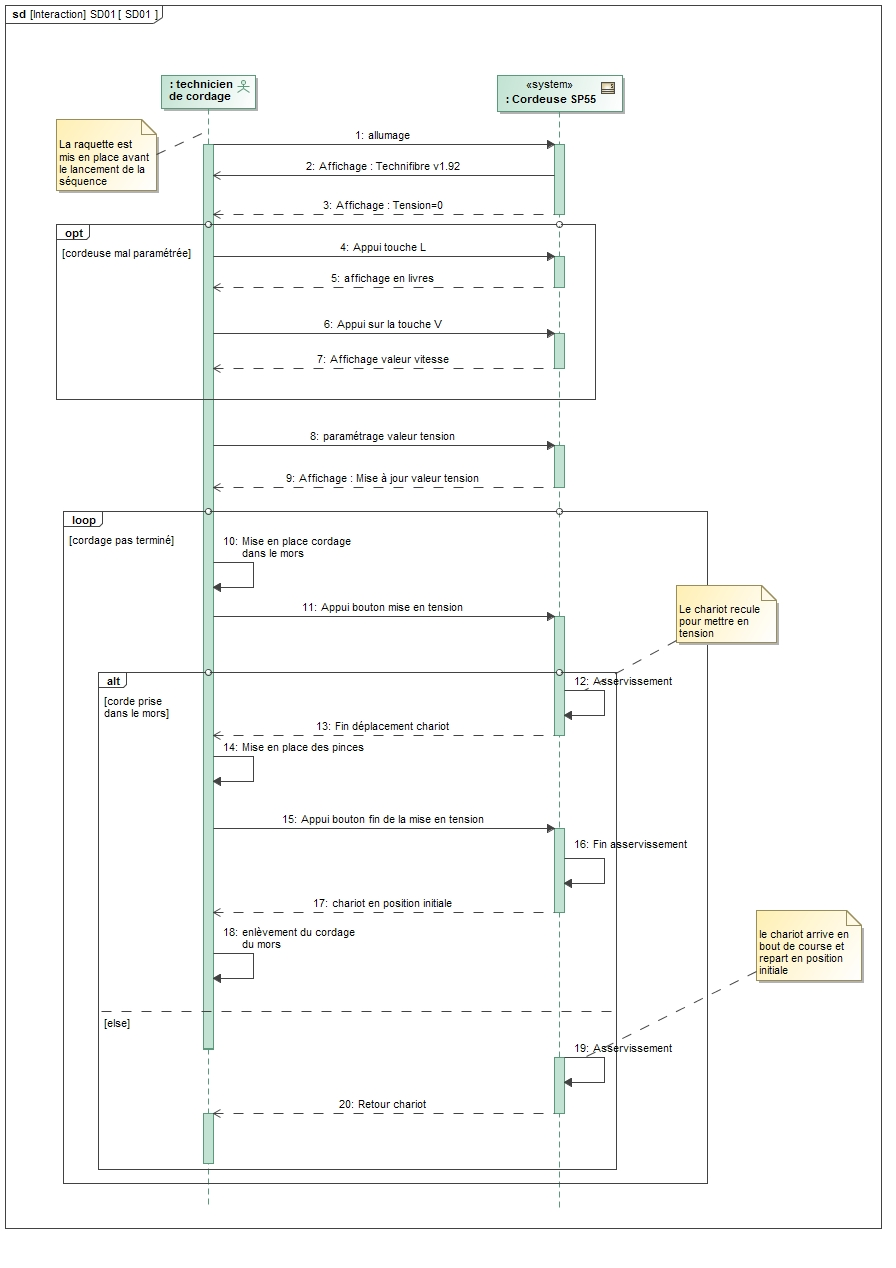 sd [Interaction] SD01 [ SD01 ]
: technicien
de cordage
«system»
: Cordeuse SP55
La raquette est
mis en place avant
le lancement de la
séquence
1: allumage
2: Affichage : Technifibre v1.92
3: Affichage : Tension=0
opt
[cordeuse mal paramétrée]
4: Appui touche L
5: affichage en livres
6: Appui sur la touche V
7: Affichage valeur vitesse
8: paramétrage valeur tension
9: Affichage : Mise à jour valeur tension
loop
[cordage pas terminé]
10: Mise en place cordage
dans le mors
11: Appui bouton mise en tension
Le chariot recule
pour mettre en
tension
alt
[corde prise
dans le mors]
12: Asservissement
13: Fin déplacement chariot
14: Mise en place des pinces
15: Appui bouton fin de la mise en tension
16: Fin asservissement
17: chariot en position initiale
18: enlèvement du cordage
du mors
le chariot arrive en
bout de course et
repart en position
initiale
[else]
19: Asservissement
20: Retour chariot